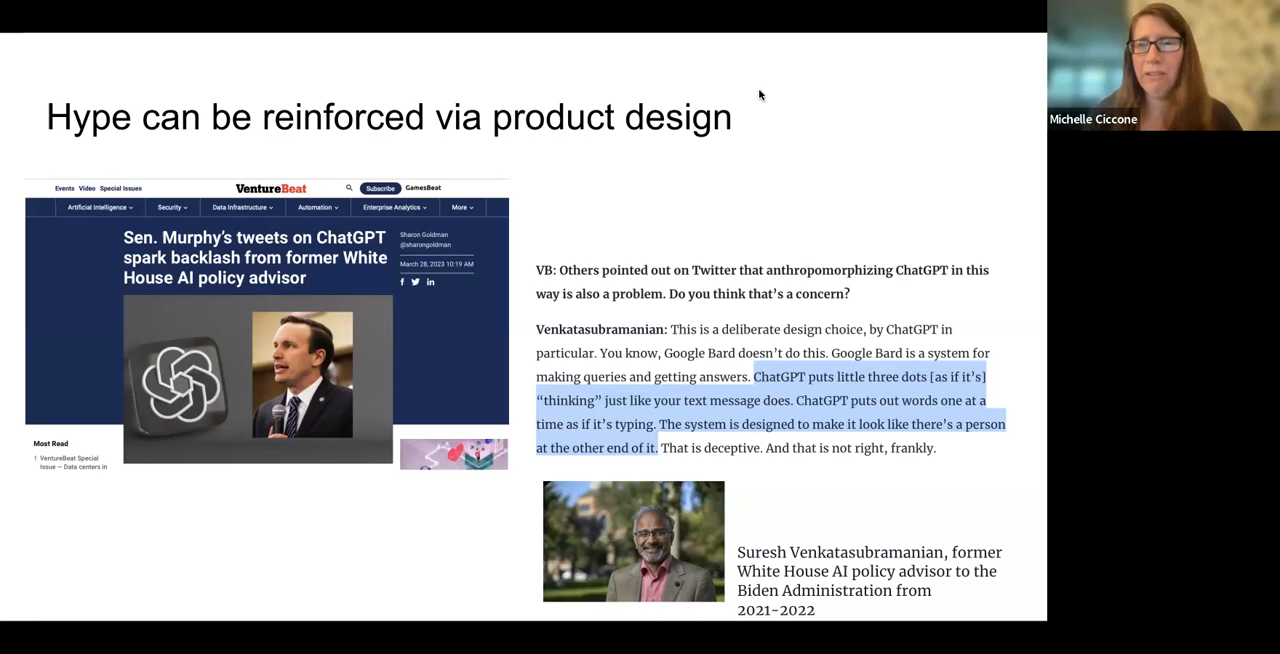 Hype can be reinforced via product design
Michelle Ciccone
Events Video Special Issues
VentureBeat
Subscribe
GamesBeat
Artificial Intelligence
Security
Data Infrastructure
Automation
Enterprise Analytics
More
Sen. Murphy's tweets on ChatGPT
spark backlash from former White
House AI policy advisor
Sharon Goldman
@sharongoldman
March 28, 2023 10:19 AM
Most Read
1 VentureBeat Special
Issue — Data centers in
VB: Others pointed out on Twitter that anthropomorphizing ChatGPT in this
way is also a problem. Do you think that's a concern?
Venkatasubramanian: This is a deliberate design choice, by ChatGPT in
particular. You know, Google Bard doesn't do this. Google Bard is a system for
making queries and getting answers. ChatGPT puts little three dots [as if it's]
"thinking" just like your text message does. ChatGPT puts out words one at a
time as if it's typing. The system is designed to make it look like there's a person
at the other end of it. That is deceptive. And that is not right, frankly.
Suresh Venkatasubramanian, former
White House AI policy advisor to the
Biden Administration from
2021-2022